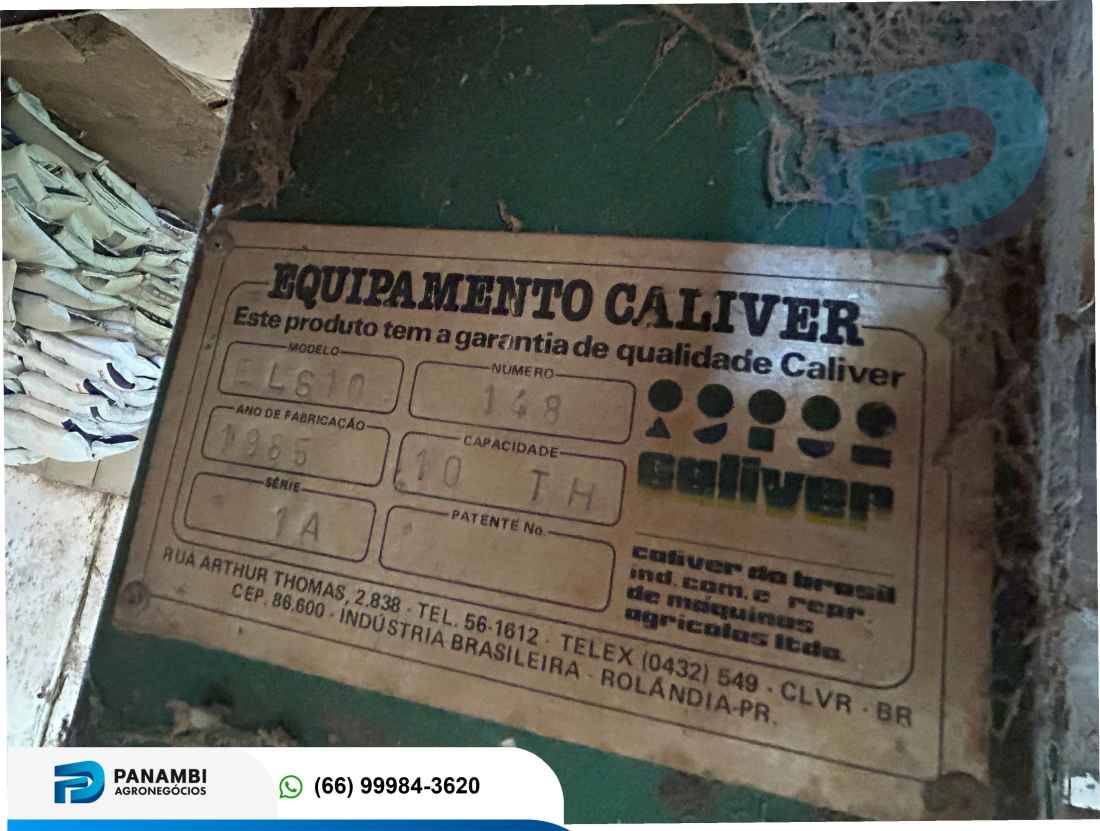 EQUIPAMENTO CALIVER
Este produto tem a garantia de qualidade Caliver
MODELO
ELS10
NÚMERO
148
ANO DE FABRICAÇÃO
1985
CAPACIDADE
10 TH
SÉRIE
1A
PATENTE No.
caliver
caliver do brasil
ind. com. e repr.
de máquinas
agrícolas ltda.
RUA ARTHUR THOMAS, 2.838 - TEL. 56-1612 - TELEX (0432) 549 - CLVR - BR
CEP. 86.600 - INDÚSTRIA BRASILEIRA - ROLÂNDIA-PR.
PANAMBI
AGRONEGÓCIOS
(66) 99984-3620